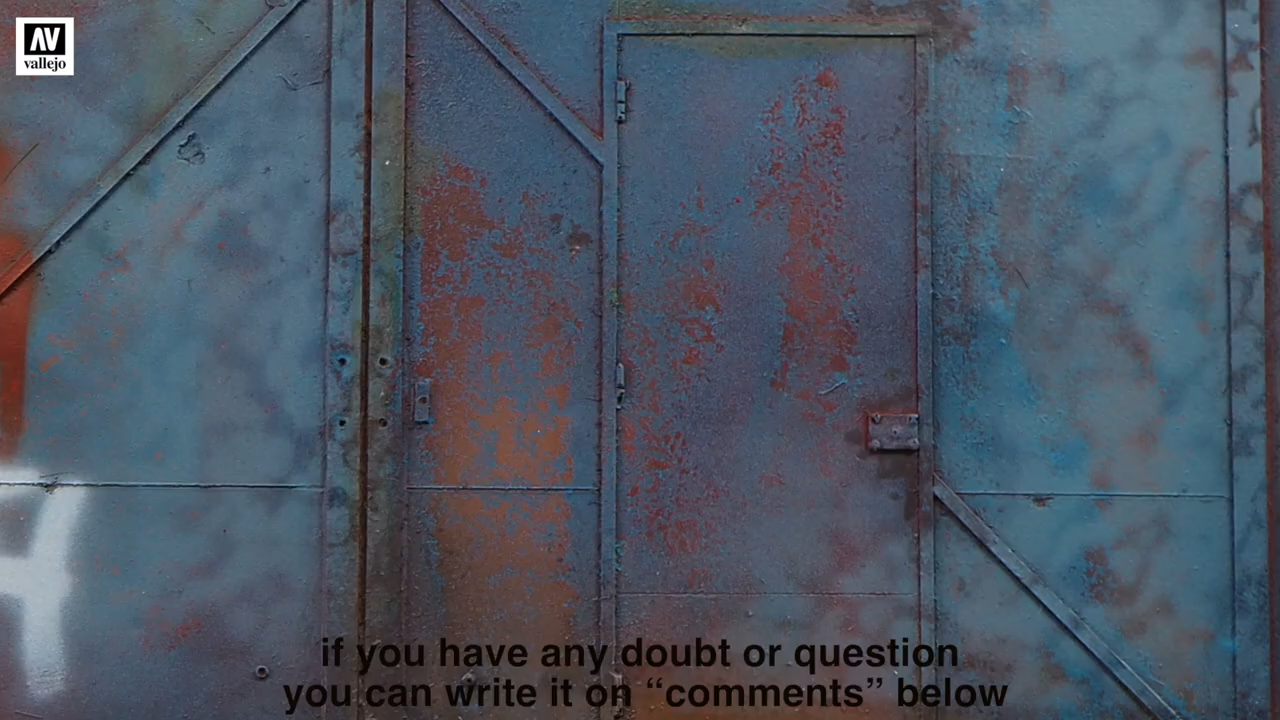 AV
vallejo
if you have any doubt or question
you can write it on “comments” below